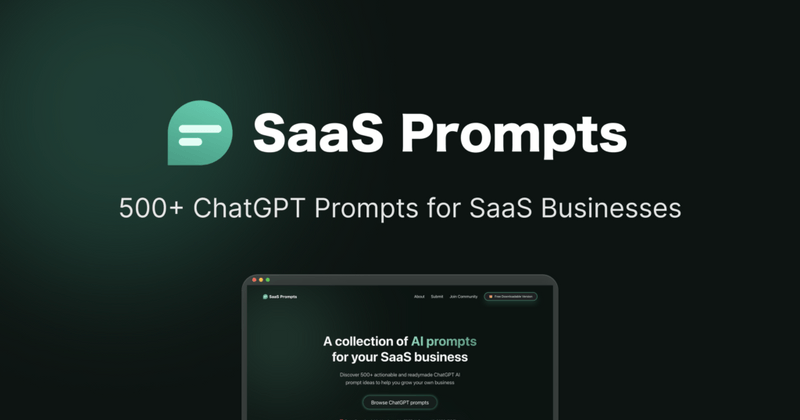 SaaS Prompts
500+ ChatGPT Prompts for SaaS Businesses
SaaS Prompts
About Submit Join Community Free Downloadable Version
A collection of AI prompts
for your SaaS business
Discover 500+ actionable and readymade ChatGPT AI
prompt ideas to help you grow your own business
Browse ChatGPT prompts